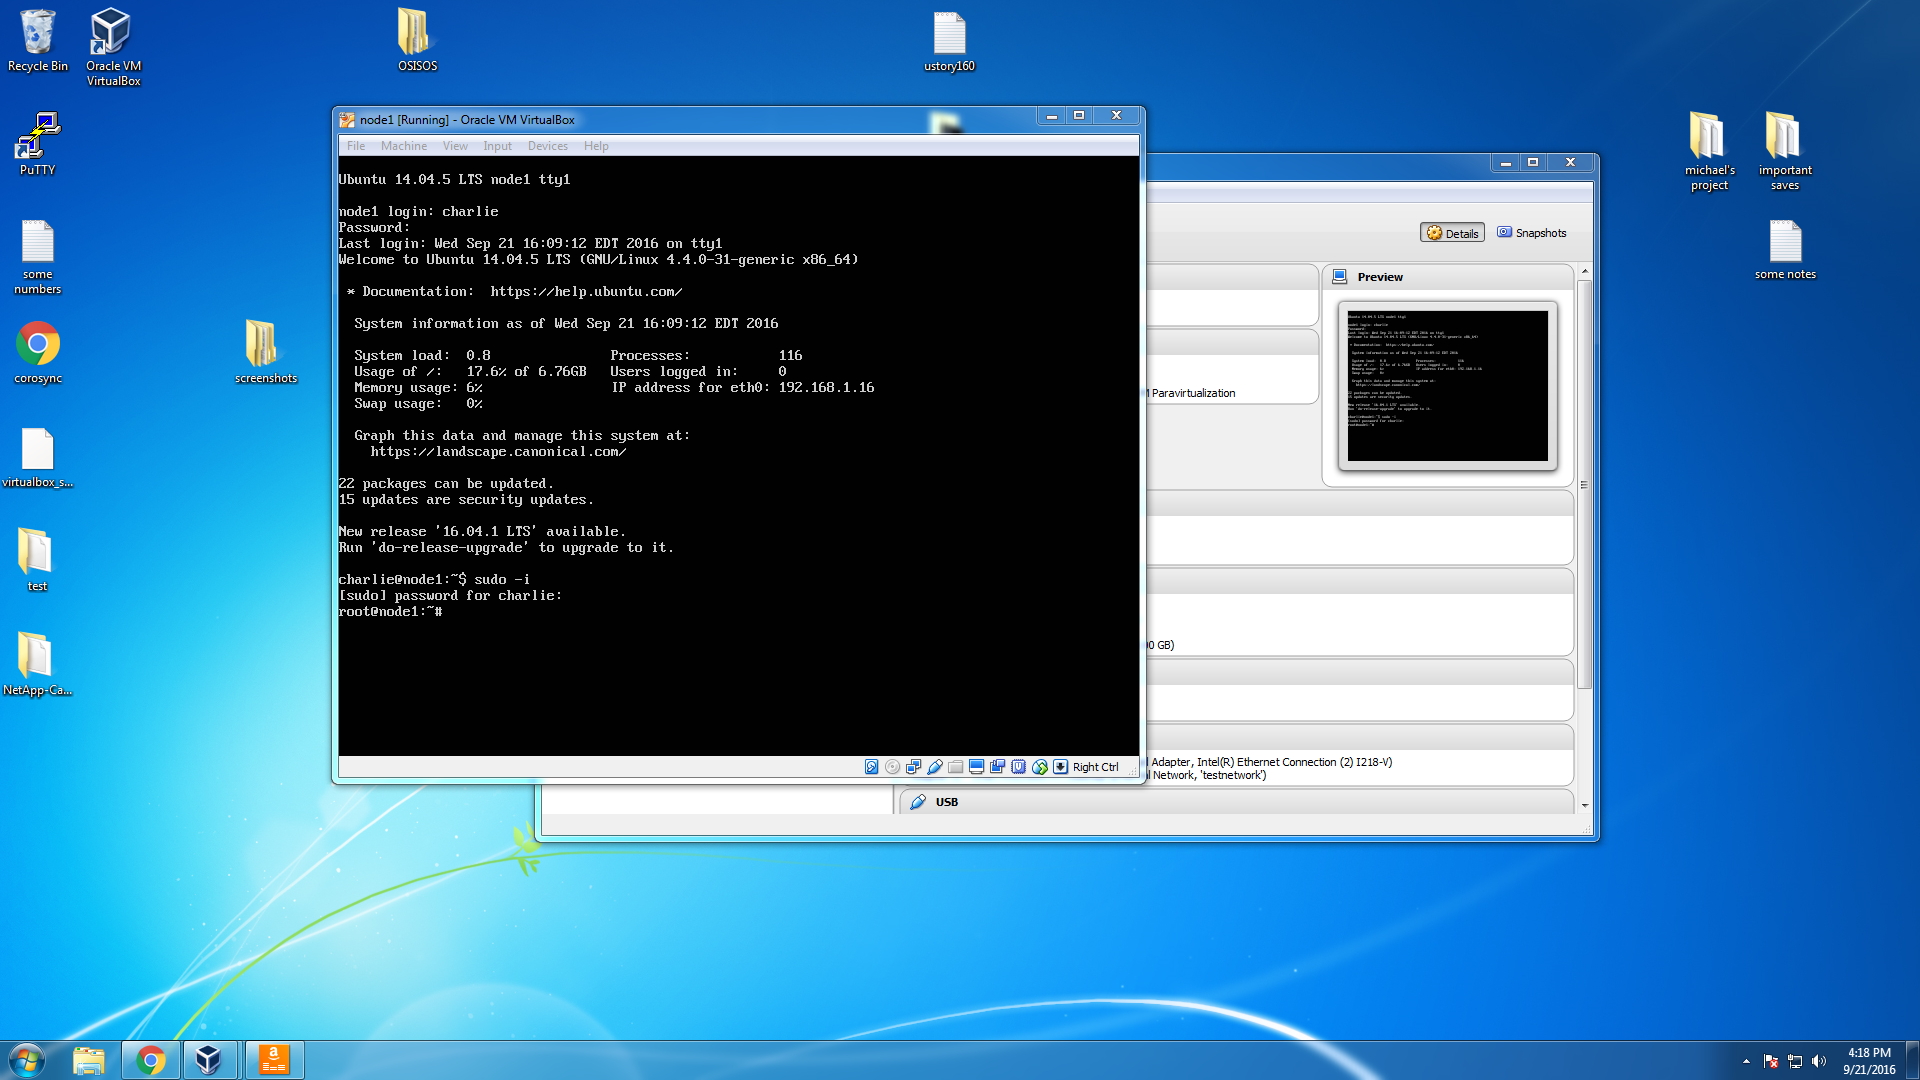 Recycle Bin
Oracle VM
VirtualBox
OSISOS
ustory160
PuTTY
michael's
project
important
saves
some
numbers
some notes
corosync
screenshots
virtualbox_s...
test
NetApp-Ca...
node1 [Running] - Oracle VM VirtualBox
File Machine View Input Devices Help
Ubuntu 14.04.5 LTS node1 tty1
node1 login: charlie
Password:
Last login: Wed Sep 21 16:09:12 EDT 2016 on tty1
Welcome to Ubuntu 14.04.5 LTS (GNU/Linux 4.4.0-31-generic x86_64)
* Documentation: https://help.ubuntu.com/
System information as of Wed Sep 21 16:09:12 EDT 2016
System load: 0.8 Processes: 116
Usage of /: 17.6% of 6.76GB Users logged in: 0
Memory usage: 6% IP address for eth0: 192.168.1.16
Swap usage: 0%
Graph this data and manage this system at:
https://landscape.canonical.com/
22 packages can be updated.
15 updates are security updates.
New release '16.04.1 LTS' available.
Run 'do-release-upgrade' to upgrade to it.
charlie@node1:~$ sudo -i
[sudo] password for charlie:
root@node1:~#
Right Ctrl
Details Snapshots
Preview
Paravirtualization
0 GB)
Adapter, Intel(R) Ethernet Connection (2) I218-V)
l Network, 'testnetwork')
USB
4:18 PM
9/21/2016